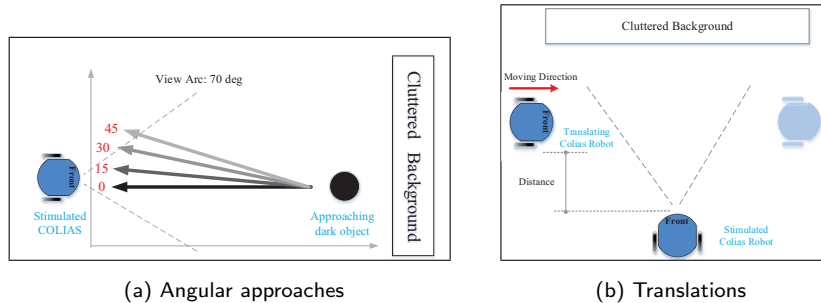 View Arc: 70 deg
45
30
15
0
Front
Stimulated
COLIAS
Approaching
dark object
Cluttered Background
(a) Angular approaches
Cluttered Background
Moving Direction
Front
Translating
Colias Robot
Distance
Front
Stimulated
Colias Robot
(b) Translations